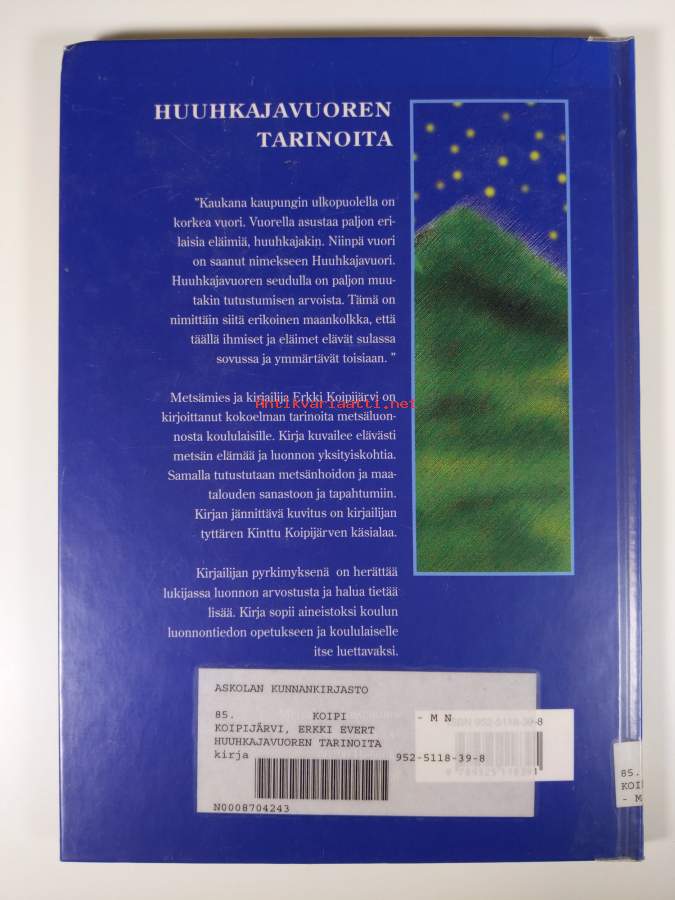 HUUHKAJAVUOREN
TARINOITA
"Kaukana kaupungin ulkopuolella on
korkea vuori. Vuorella asustaa paljon eri-
laisia eläimiä, huuhkajakin. Niinpä vuori
on saanut nimekseen Huuhkajavuori.
Huuhkajavuoren seudulla on paljon muu-
takin tutustumisen arvoista. Tämä on
nimittäin siitä erikoinen maankolkka, että
täällä ihmiset ja eläimet elävät sulassa
sovussa ja ymmärtävät toisiaan. "
Metsämies ja kirjailija Erkki Koipijärvi on
Antikvariaatti.net
kirjoittanut kokoelman tarinoita metsäluon-
nosta koululaisille. Kirja kuvailee elävästi
metsän elämää ja luonnon yksityiskohtia.
Samalla tutustutaan metsänhoidon ja maa-
talouden sanastoon ja tapahtumiin.
Kirjan jännittävä kuvitus on kirjailijan
tyttären Kinttu Koipijärven käsialaa.
Kirjailijan pyrkimyksenä on herättää
lukijassa luonnon arvostusta ja halua tietää
lisää. Kirja sopii aineistoksi koulun
luonnontiedon opetukseen ja koululaiselle
itse luettavaksi.
ASKOLAN KUNNANKIRJASTO
85. KOIPI - M N
ISBN 952-5118-39-8
KOIPIJÄRVI, ERKKI EVERT
HUUHKAJAVUOREN TARINOITA
kirja 952-5118-39-8
N0008704243
85.
KOI
- M